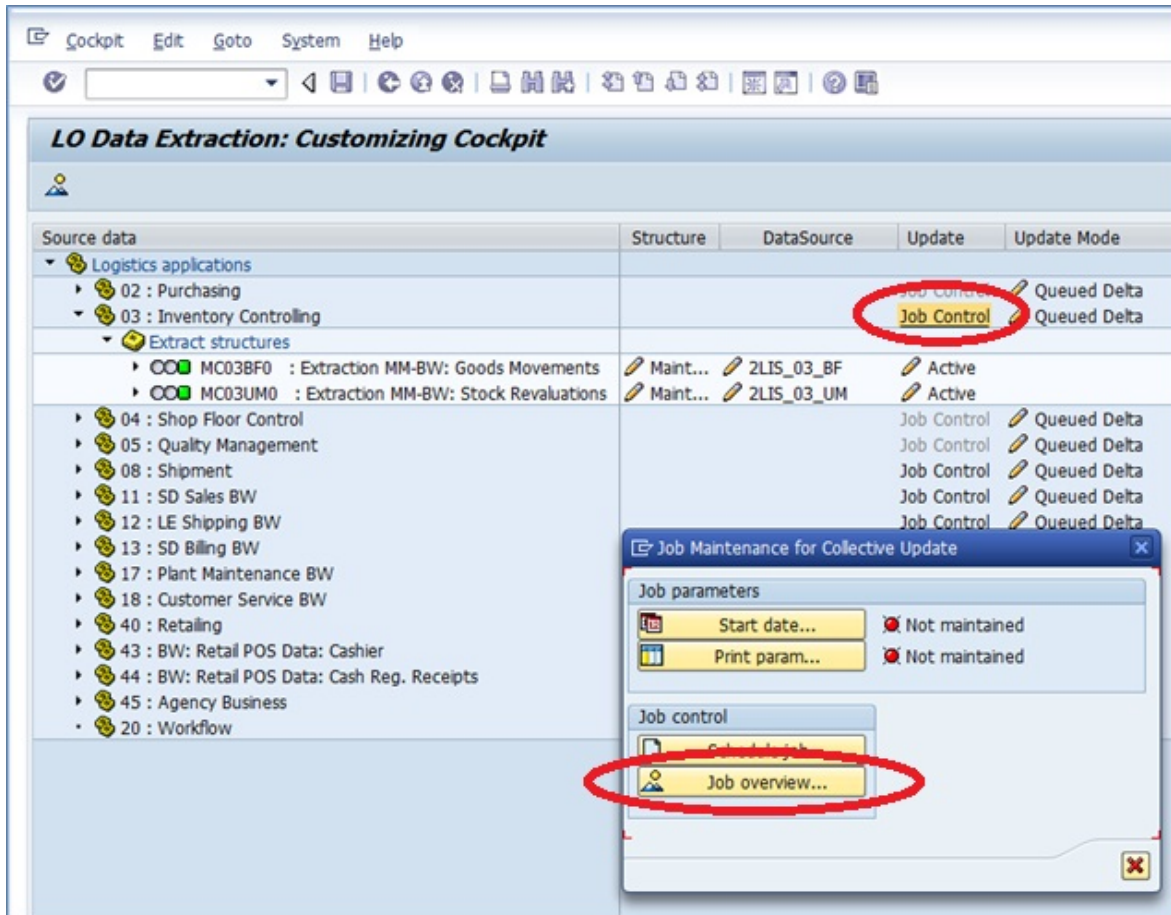 Cockpit Edit Goto System Help
LO Data Extraction: Customizing Cockpit
Source data Structure DataSource Update Update Mode
Logistics applications
02 : Purchasing Job Control Queued Delta
03 : Inventory Controlling Job Control Queued Delta
Extract structures
MC03BF0 : Extraction MM-BW: Goods Movements Maint... 2LIS_03_BF Active
MC03UM0 : Extraction MM-BW: Stock Revaluations Maint... 2LIS_03_UM Active
04 : Shop Floor Control Job Control Queued Delta
05 : Quality Management Job Control Queued Delta
08 : Shipment Job Control Queued Delta
11 : SD Sales BW Job Control Queued Delta
12 : LE Shipping BW Job Control Queued Delta
13 : SD Billing BW
17 : Plant Maintenance BW
18 : Customer Service BW
40 : Retailing
43 : BW: Retail POS Data: Cashier
44 : BW: Retail POS Data: Cash Reg. Receipts
45 : Agency Business
20 : Workflow
Job Maintenance for Collective Update
Job parameters
Start date... Not maintained
Print param... Not maintained
Job control
Schedule job
Job overview...